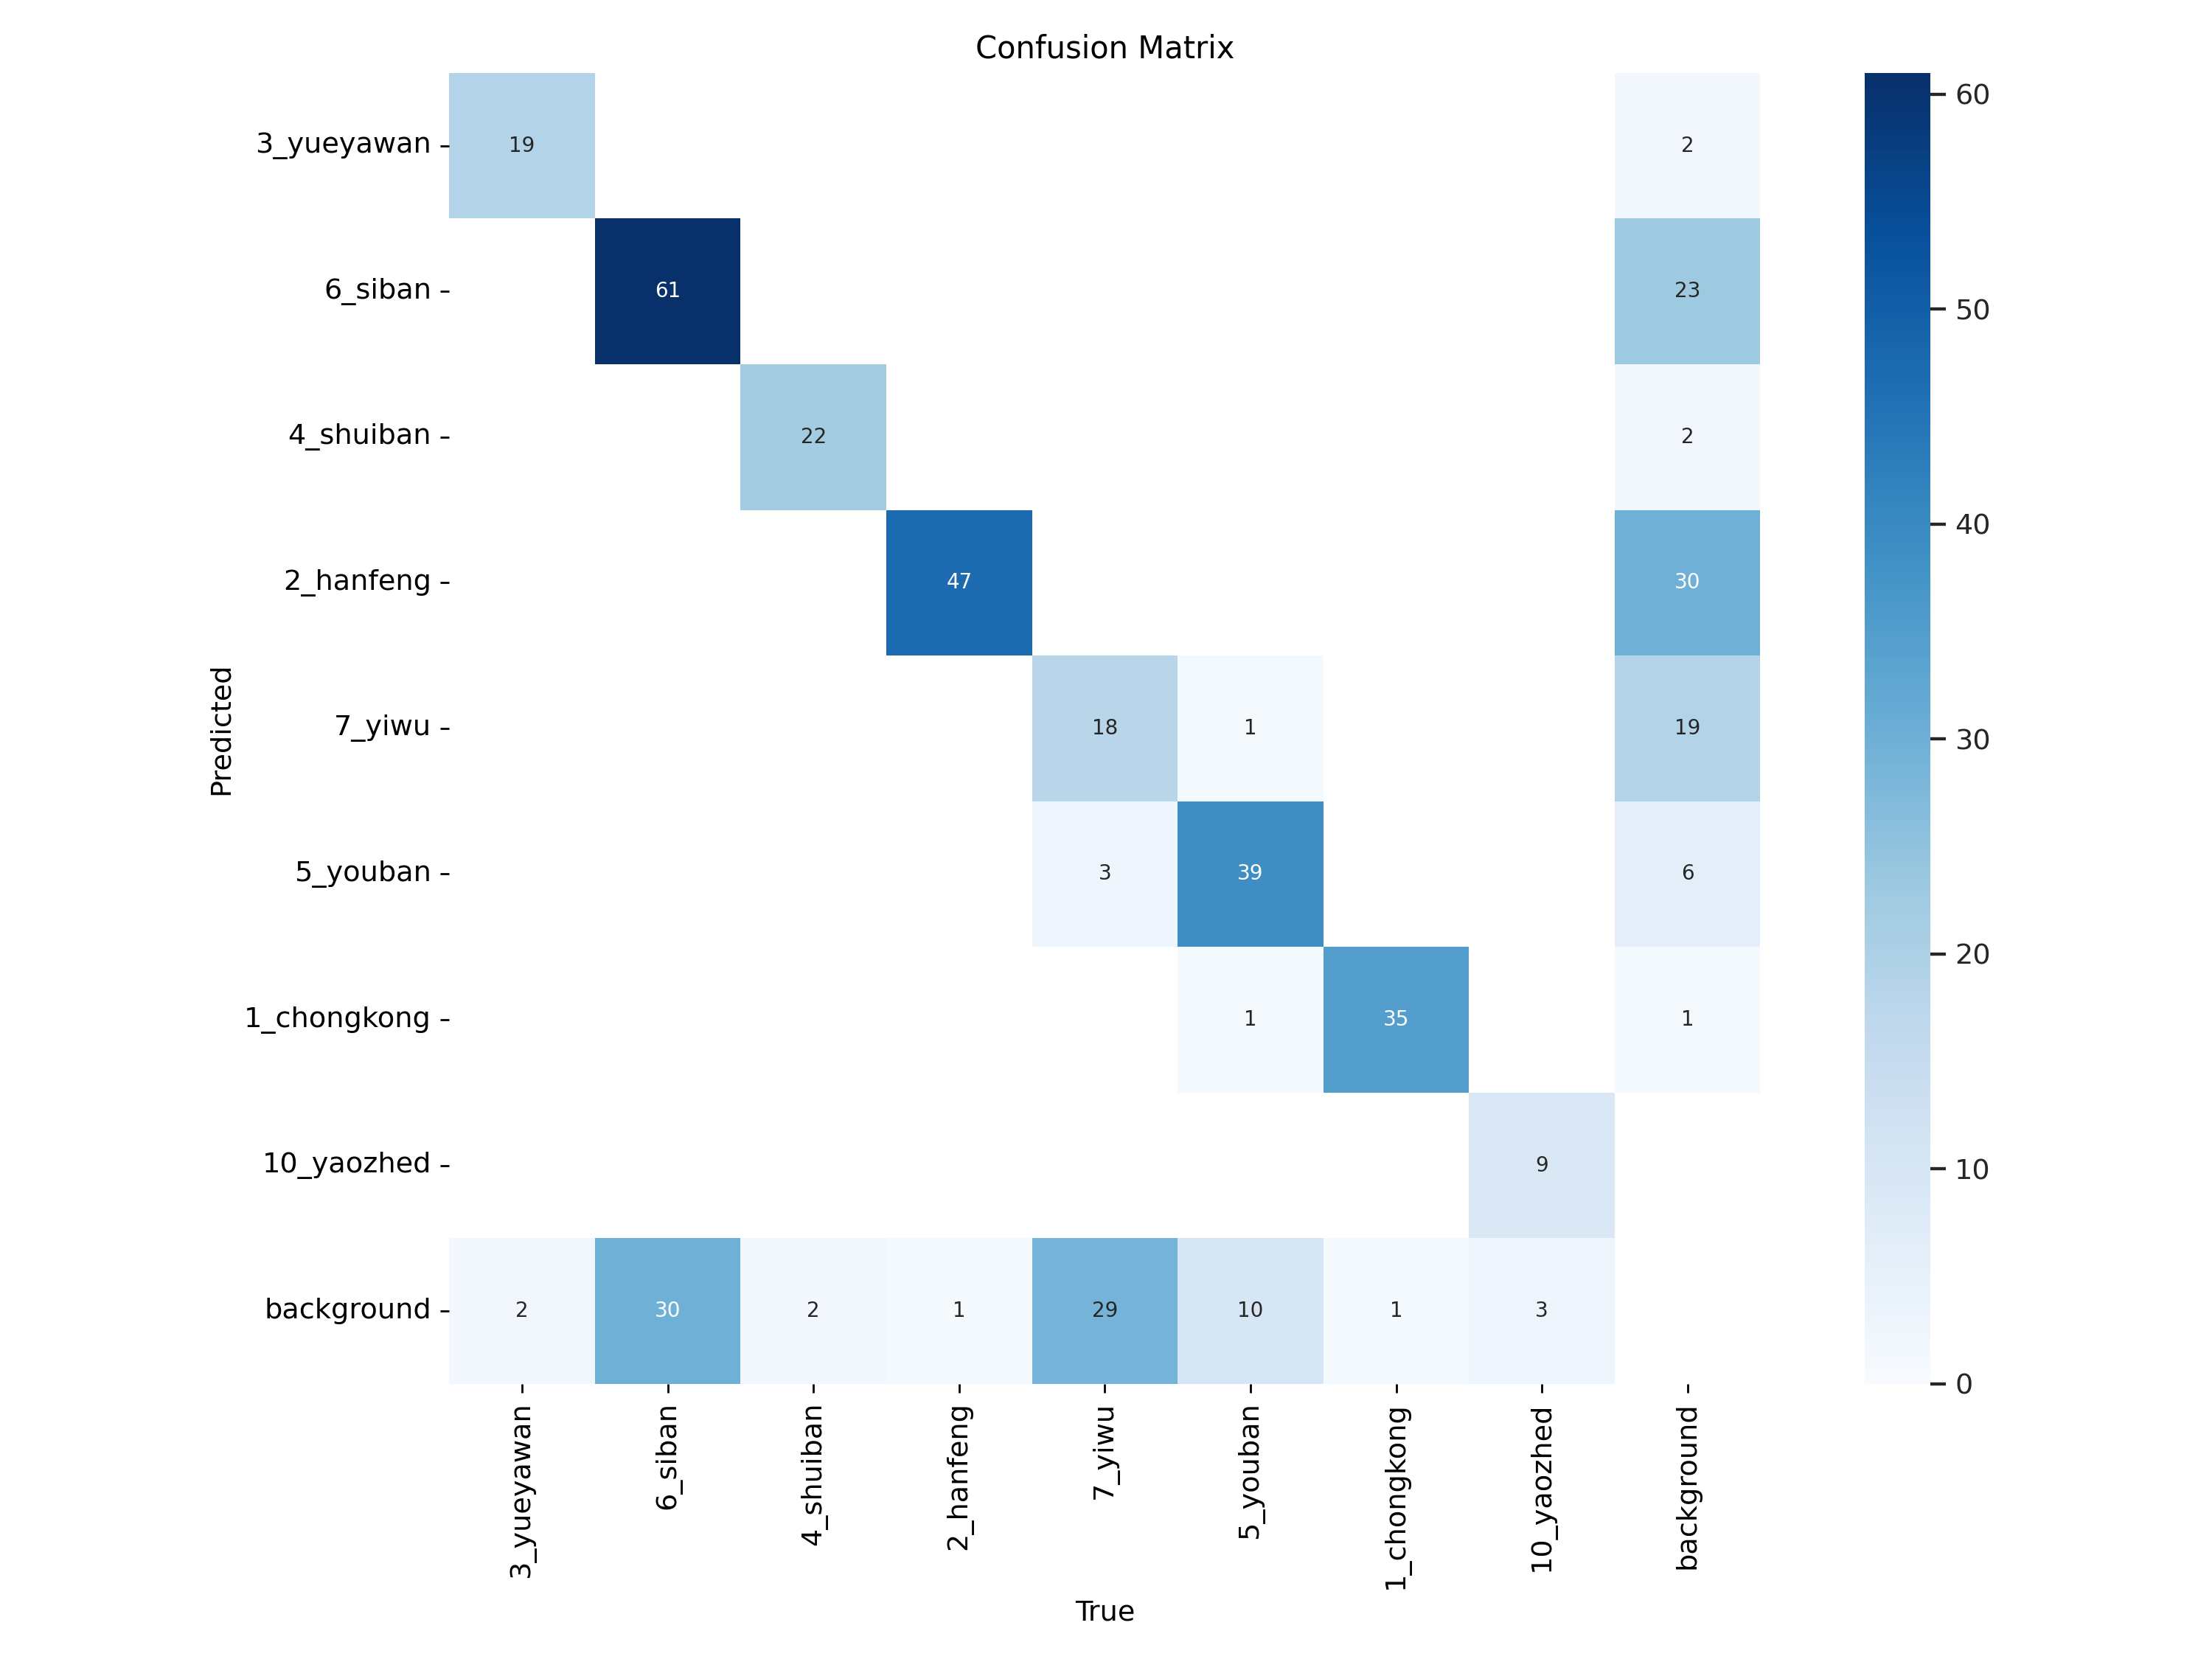 Confusion Matrix
3_yueyawan 19 2
6_siban 61 23
4_shuiban 22 2
2_hanfeng 47 30
7_yiwu 18 1 19
5_youban 3 39 6
1_chongkong 1 35 1
10_yaozhed 9
background 2 30 2 1 29 10 1 3
Predicted
3_yueyawan
6_siban
4_shuiban
2_hanfeng
7_yiwu
5_youban
1_chongkong
10_yaozhed
background
True
60
50
40
30
20
10
0